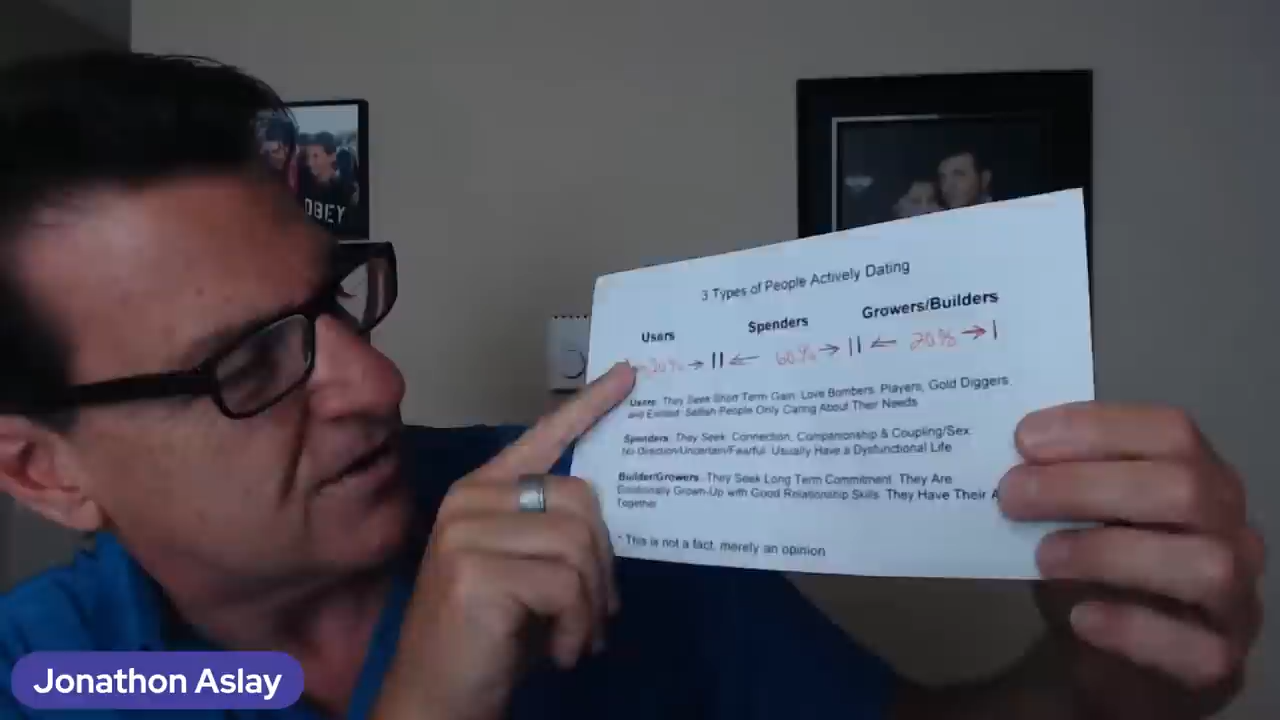 OBEY
3 Types of People Actively Dating
Users Spenders Growers/Builders
20% → || ← 60% → || ← 20% → |
Users: They Seek Short Term Gain. Love Bombers, Players, Gold Diggers
and Selfish People Only Caring About Their Needs
Spenders: They Seek Connection, Companionship & Coupling/Sex.
No Direction/Uncertain/Fearful. Usually Have a Dysfunctional Life
Builder/Growers: They Seek Long Term Commitment. They Are
Emotionally Grown-Up with Good Relationship Skills. They Have Their A
Together
* This is not a fact, merely an opinion
Jonathon Aslay